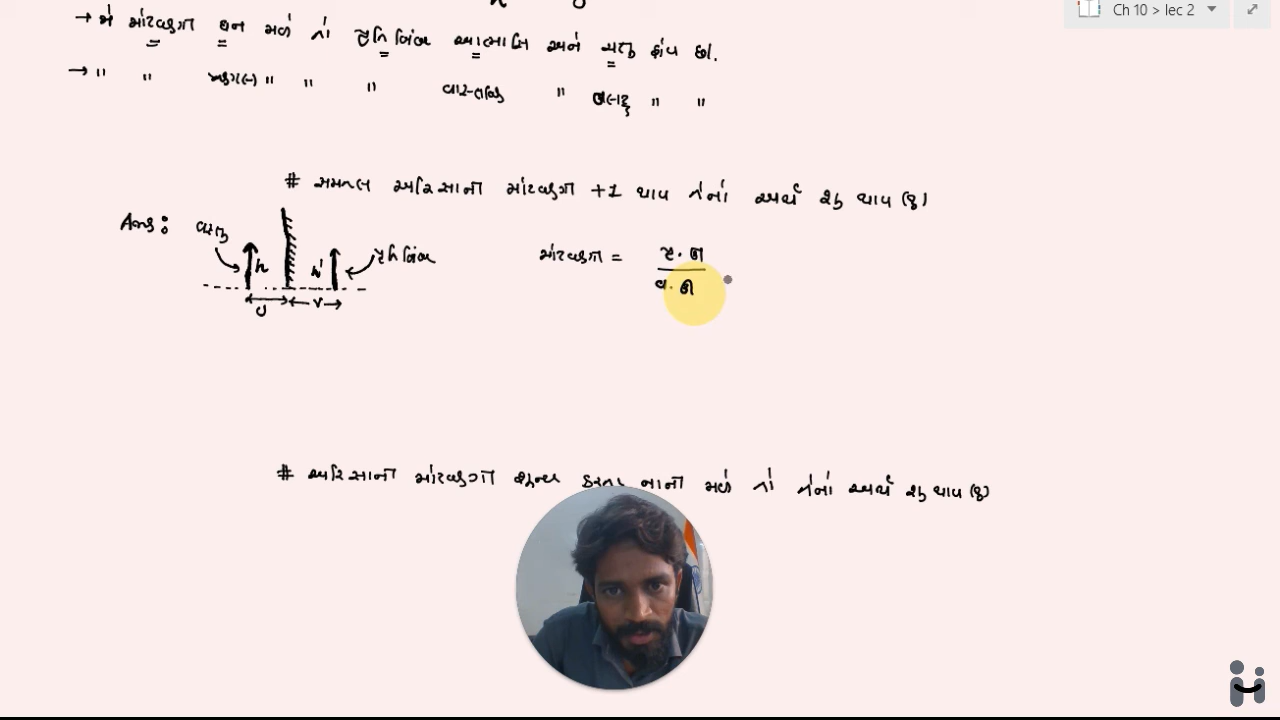 Ch 10 > lec 2
→ જો મોટવણી ધન મળે તો પ્રતિબિંબ આભાસી અને ચત્તુ હોય છે.
→ " " ઋણ " " " વાસ્તવિક " ઉલ્ટુ " "
# સમતલ અરિસાની મોટવણી +1 થાય તેનો અર્થ શું થાય (?)
Ans:
વસ્તુ
h
h'
પ્રતિબિંબ
u
v
મોટવણી = પ્ર. ઊ / વ. ઊ
# અરિસાની મોટવણી શૂન્ય કરતા નાની મળે તો તેનો અર્થ શું થાય (?)